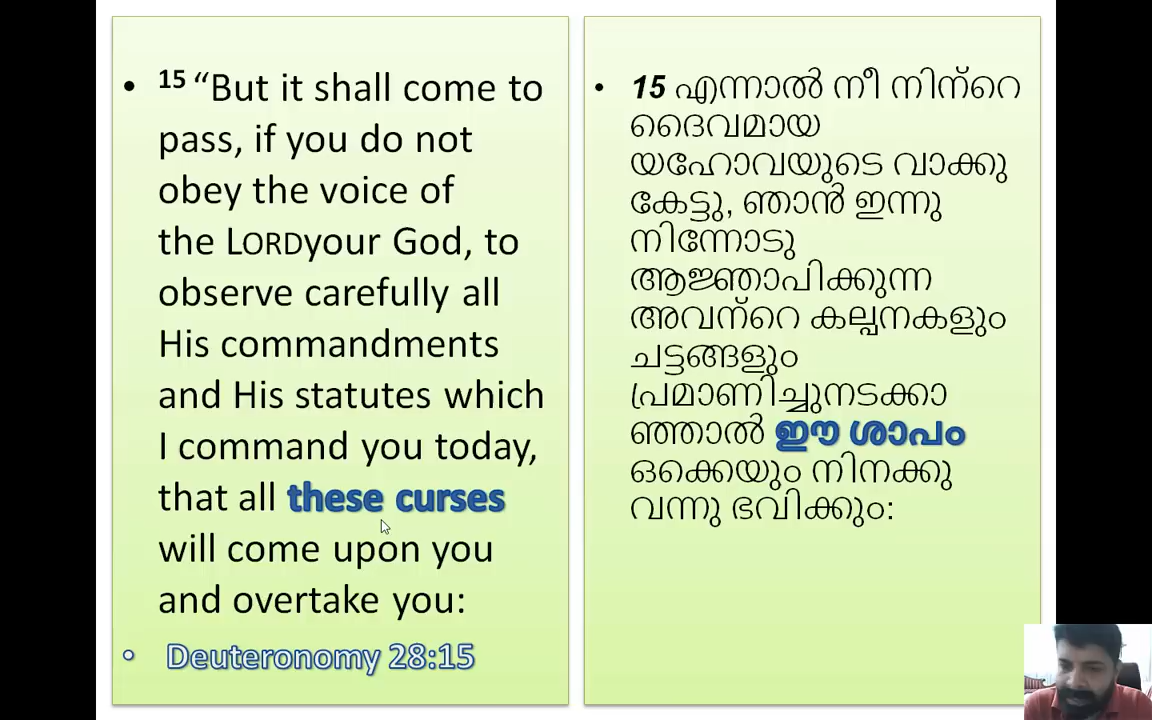 • 15 “But it shall come to
pass, if you do not
obey the voice of
the LORDyour God, to
observe carefully all
His commandments
and His statutes which
I command you today,
that all these curses
will come upon you
and overtake you:
• Deuteronomy 28:15
• 15 എന്നാൽ നീ നിന്റെ
ദൈവമായ
യഹോവയുടെ വാക്കു
കേട്ടു, ഞാൻ ഇന്നു
നിന്നോടു
ആജ്ഞാപിക്കുന്ന
അവന്റെ കല്പനകളും
ചട്ടങ്ങളും
പ്രമാണിച്ചുനടക്കാ
ഞ്ഞാൽ ഈ ശാപം
ഒക്കെയും നിനക്കു
വന്നു ഭവിക്കും: